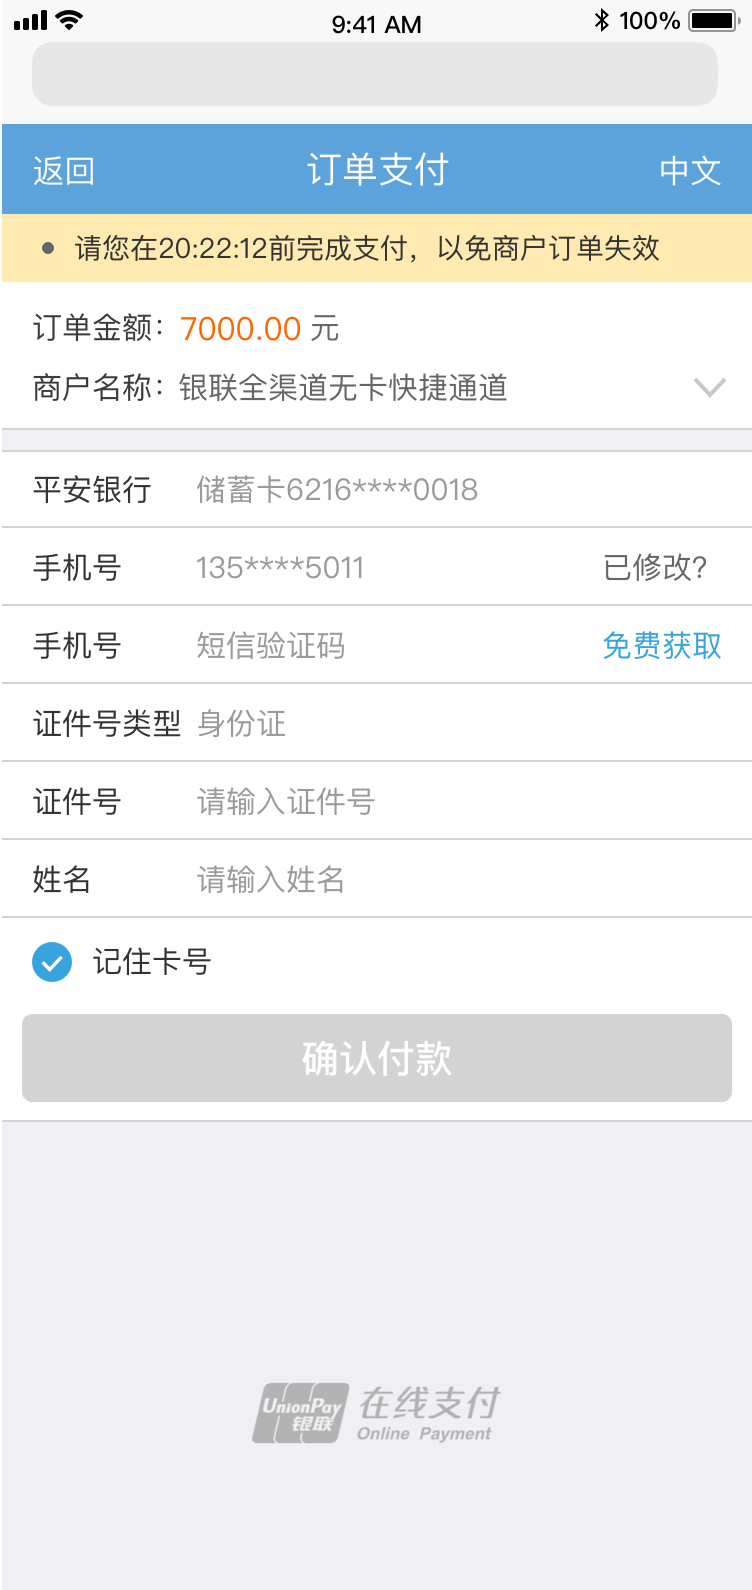 9:41 AM 100%
返回 订单支付 中文
请您在20:22:12前完成支付，以免商户订单失效
订单金额：7000.00 元
商户名称：银联全渠道无卡快捷通道
平安银行 储蓄卡6216****0018
手机号 135****5011 已修改?
手机号 短信验证码 免费获取
证件号类型 身份证
证件号 请输入证件号
姓名 请输入姓名
记住卡号
确认付款
UnionPay 在线支付
银联 Online Payment